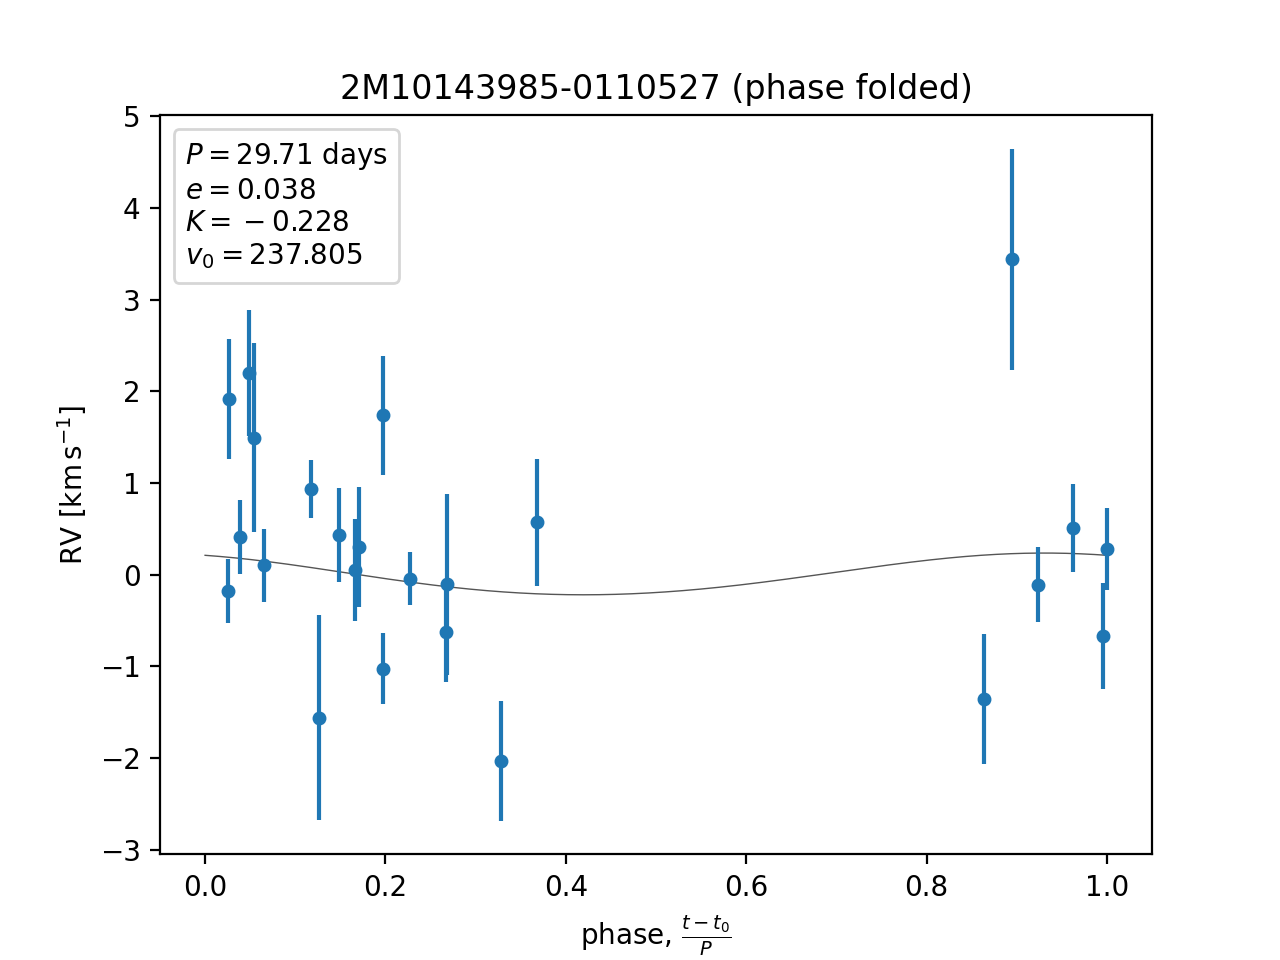 2M10143985-0110527 (phase folded)
P = 29.71 days
e = 0.038
K = −0.228
v₀ = 237.805
RV [km s⁻¹]
5
4
3
2
1
0
−1
−2
−3
0.0 0.2 0.4 0.6 0.8 1.0
phase, (t − t₀)/P